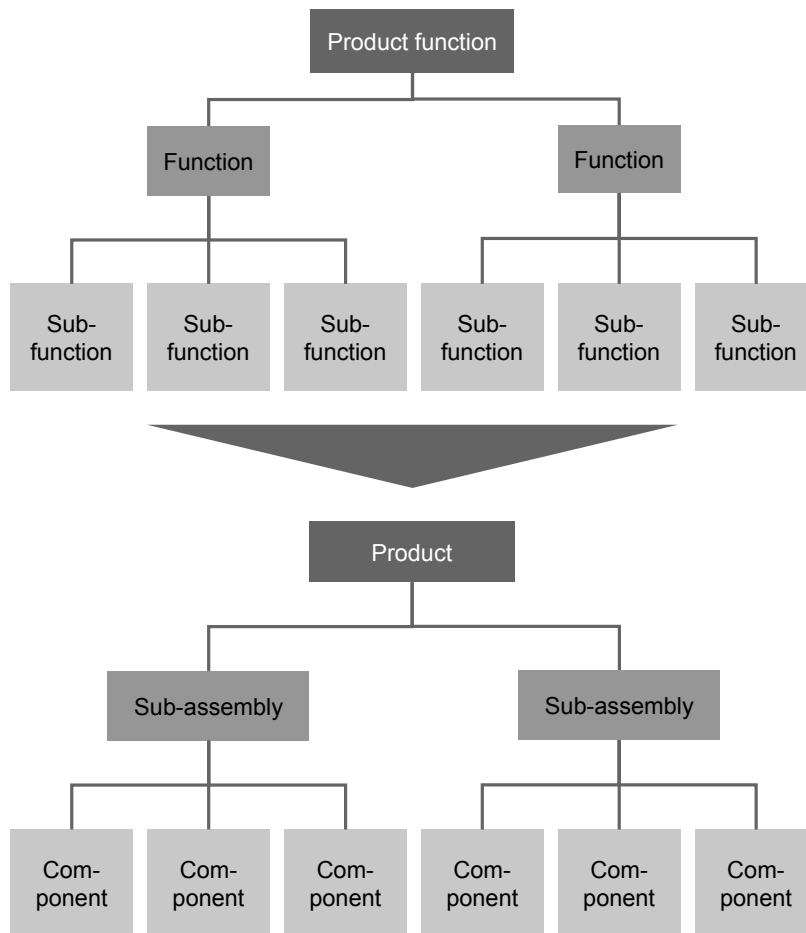 Product function
Function
Function
Sub-
function
Sub-
function
Sub-
function
Sub-
function
Sub-
function
Sub-
function
Product
Sub-assembly
Sub-assembly
Com-
ponent
Com-
ponent
Com-
ponent
Com-
ponent
Com-
ponent
Com-
ponent